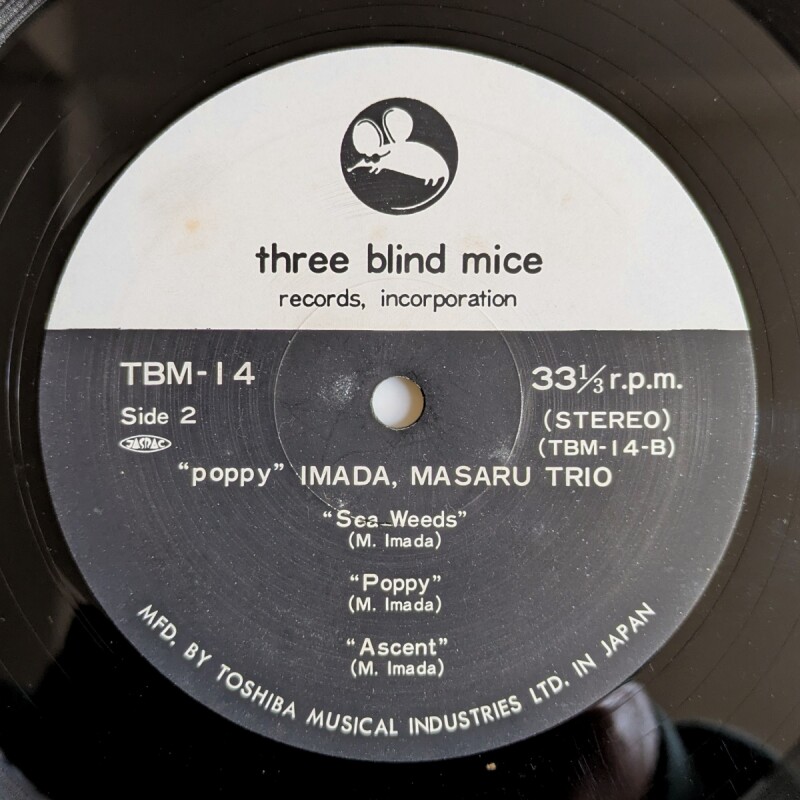 three blind mice
records, incorporation
TBM-14
33⅓ r.p.m.
Side 2
(STEREO)
JASRAC
(TBM-14-B)
“poppy” IMADA, MASARU TRIO
“Sea Weeds”
(M. Imada)
“Poppy”
(M. Imada)
“Ascent”
(M. Imada)
MFD. BY TOSHIBA MUSICAL INDUSTRIES LTD. IN JAPAN